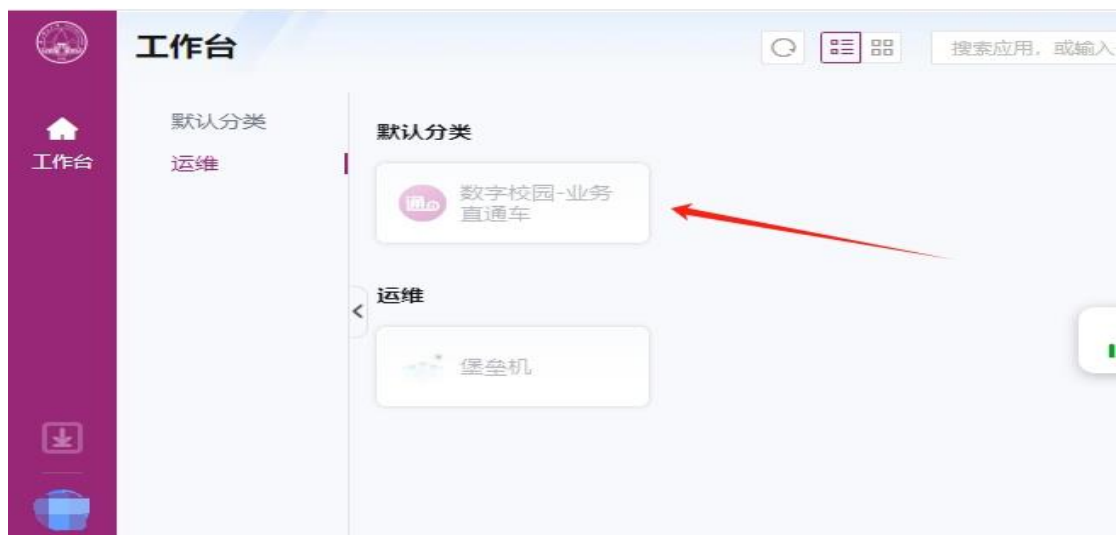 工作台
搜索应用，或输入
工作台
默认分类
运维
默认分类
数字校园-业务
直通车
运维
堡垒机